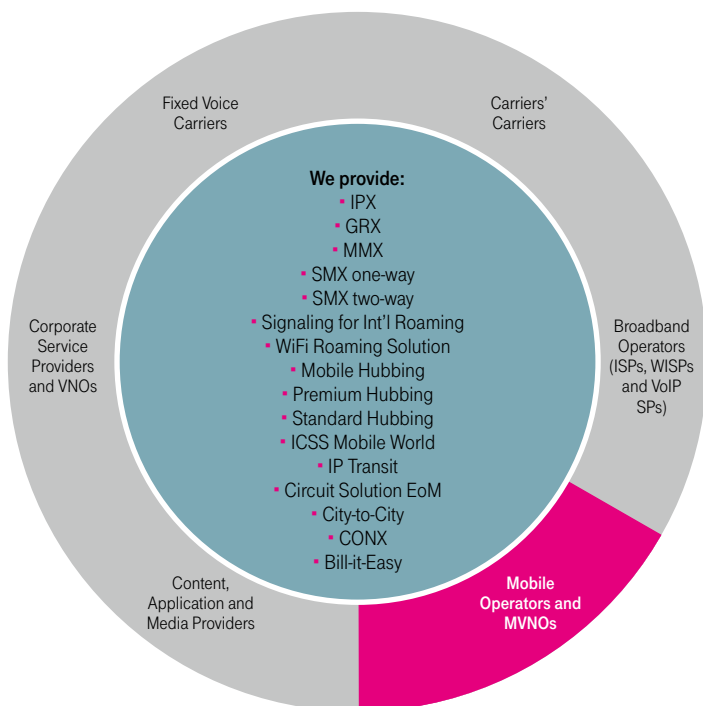 Fixed Voice
Carriers
Carriers'
Carriers
We provide:
▪ IPX
▪ GRX
▪ MMX
▪ SMX one-way
▪ SMX two-way
▪ Signaling for Int'l Roaming
▪ WiFi Roaming Solution
▪ Mobile Hubbing
▪ Premium Hubbing
▪ Standard Hubbing
▪ ICSS Mobile World
▪ IP Transit
▪ Circuit Solution EoM
▪ City-to-City
▪ CONX
▪ Bill-it-Easy
Corporate
Service
Providers
and VNOs
Broadband
Operators
(ISPs, WISPs
and VoIP
SPs)
Content,
Application and
Media Providers
Mobile
Operators and
MVNOs